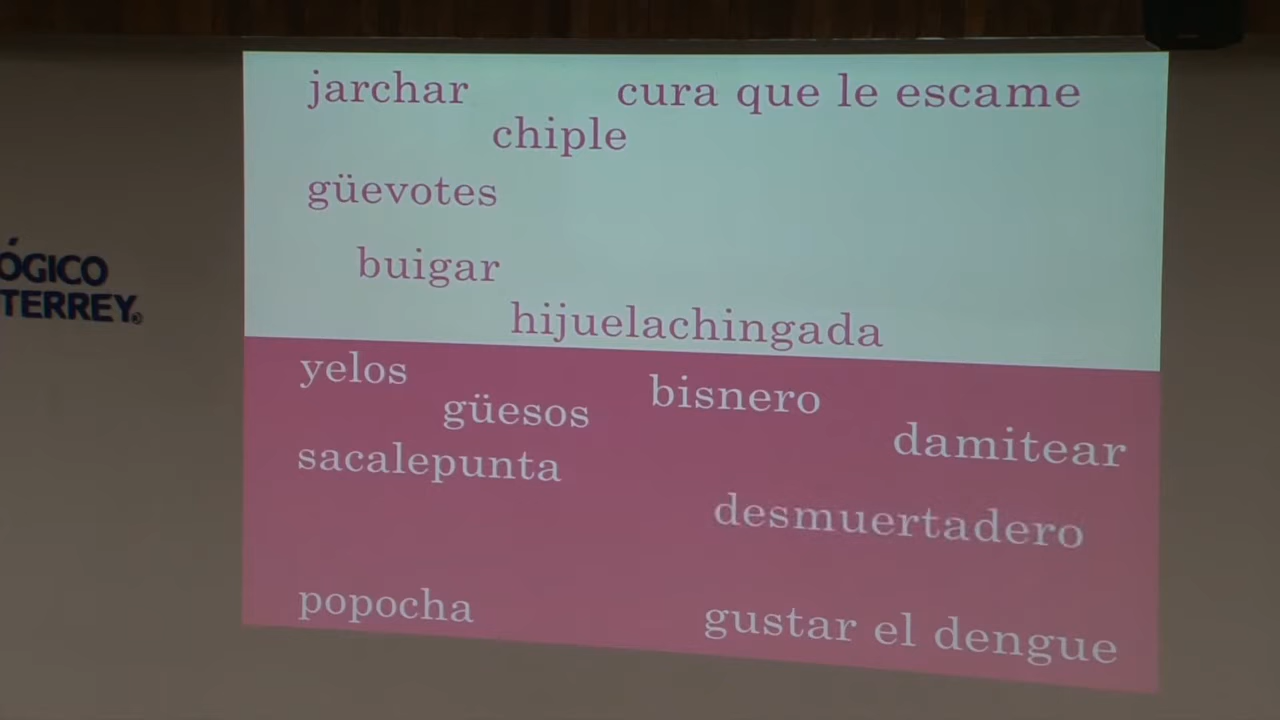 jarchar
cura que le escame
chiple
güevotes
buigar
hijuelachingada
yelos
bisnero
güesos
damitear
sacalepunta
desmuertadero
popocha
gustar el dengue
ÓGICO
TERREY®